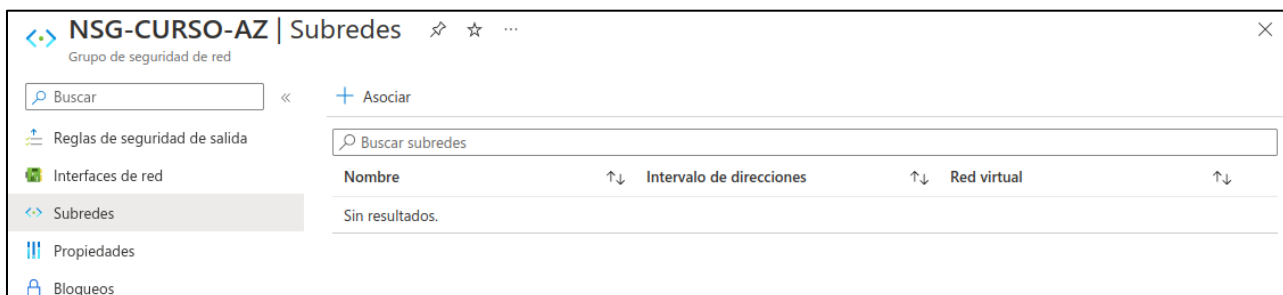 NSG-CURSO-AZ | Subredes ...
Grupo de seguridad de red
Buscar
Asociar
Reglas de seguridad de salida
Buscar subredes
Interfaces de red
Nombre Intervalo de direcciones Red virtual
Subredes
Sin resultados.
Propiedades
Bloqueos